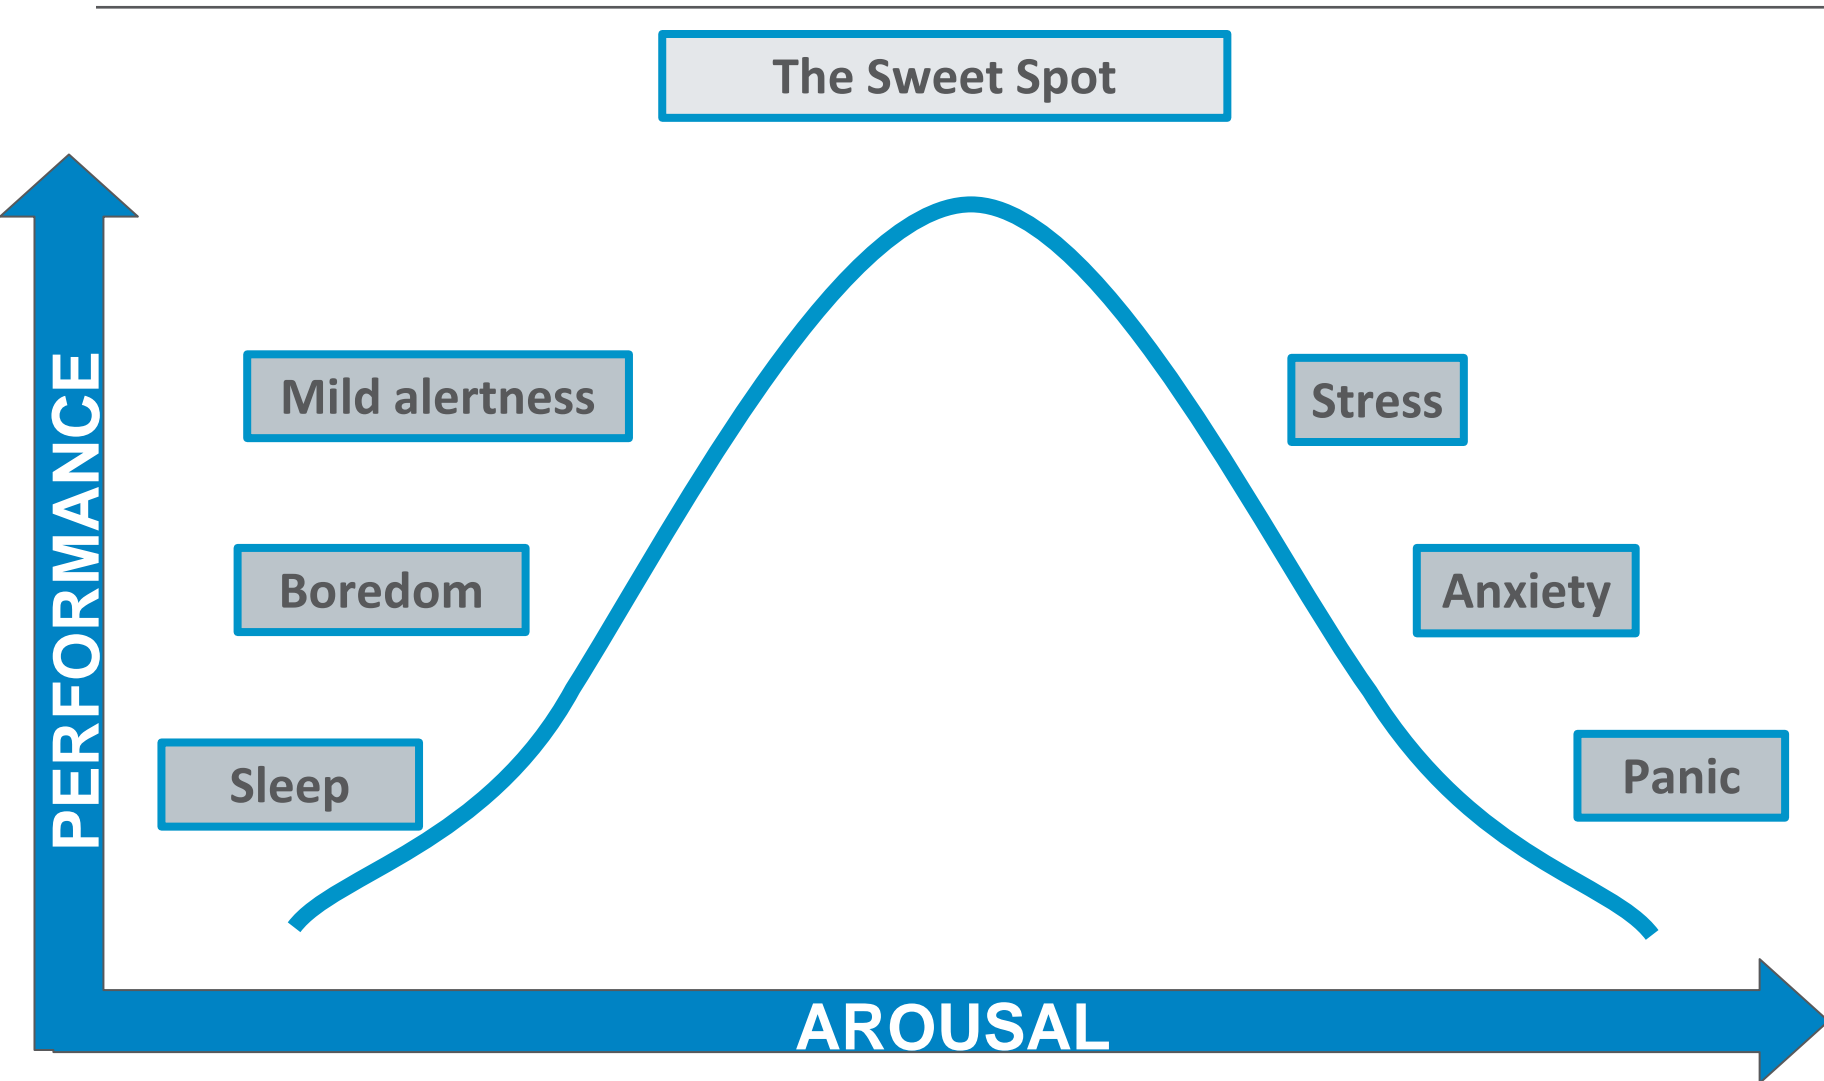 The Sweet Spot
PERFORMANCE
Mild alertness
Stress
Boredom
Anxiety
Sleep
Panic
AROUSAL